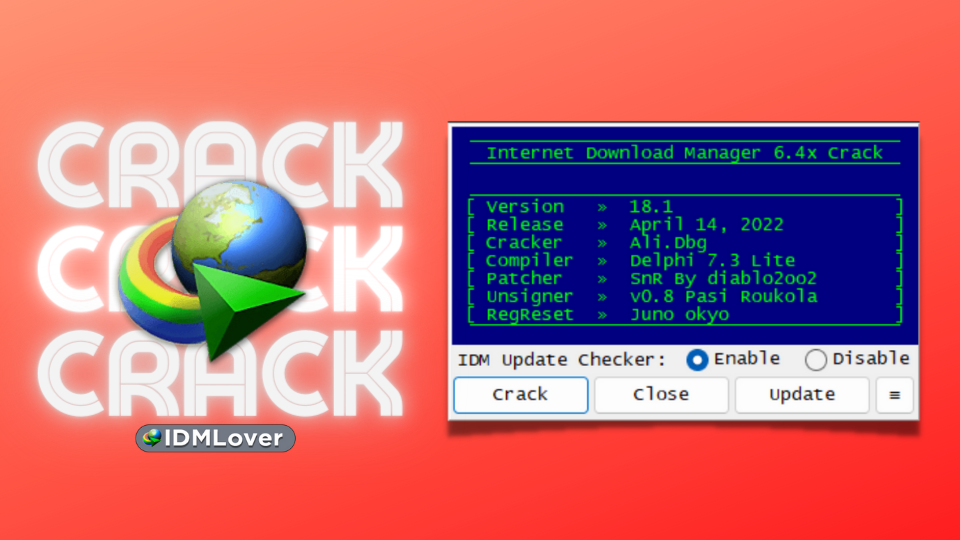 CRACK
CRACK
CRACK
IDMLover
Internet Download Manager 6.4x Crack
[ Version » 18.1 ]
[ Release » April 14, 2022 ]
[ Cracker » Ali.Dbg ]
[ Compiler » Delphi 7.3 Lite ]
[ Patcher » SnR By diablo2oo2 ]
[ Unsigner » v0.8 Pasi Roukola ]
[ RegReset » Juno okyo ]
IDM Update Checker: Enable Disable
Crack Close Update ≡